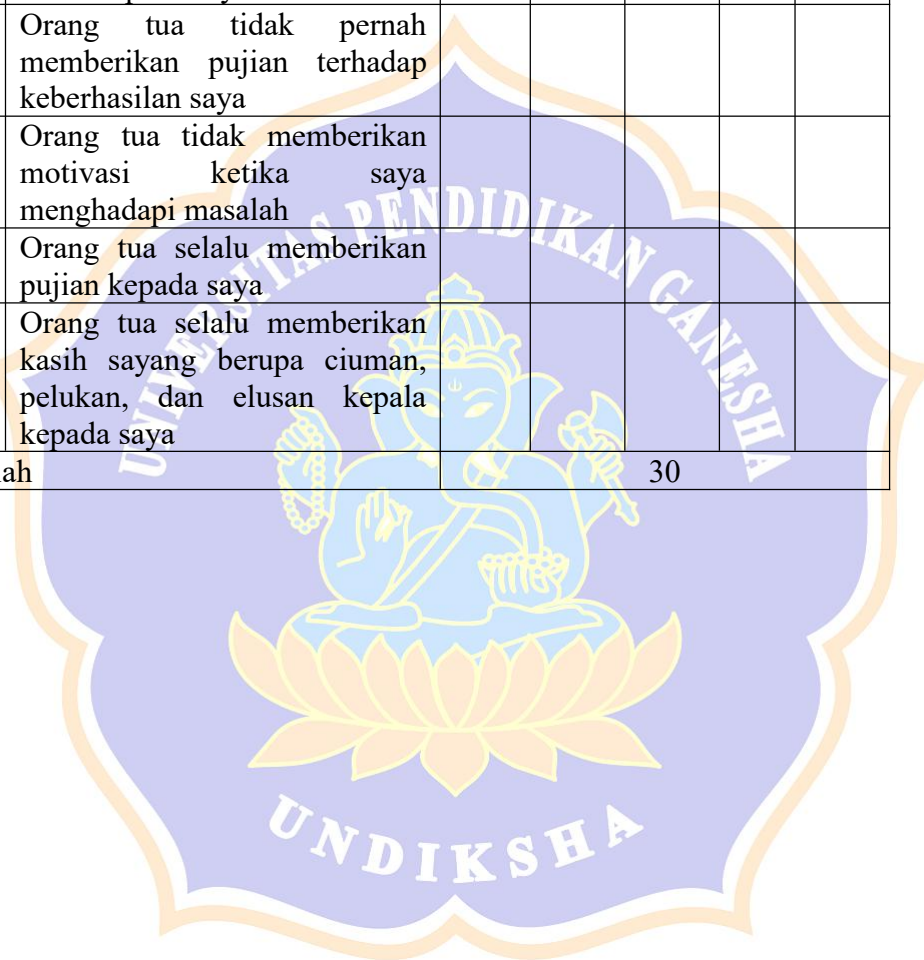 Orang tua tidak pernah
memberikan pujian terhadap
keberhasilan saya
Orang tua tidak memberikan
motivasi ketika saya
menghadapi masalah
Orang tua selalu memberikan
pujian kepada saya
Orang tua selalu memberikan
kasih sayang berupa ciuman,
pelukan, dan elusan kepala
kepada saya
ah 30
UNIVERSITAS PENDIDIKAN GANESHA
UNDIKSHA